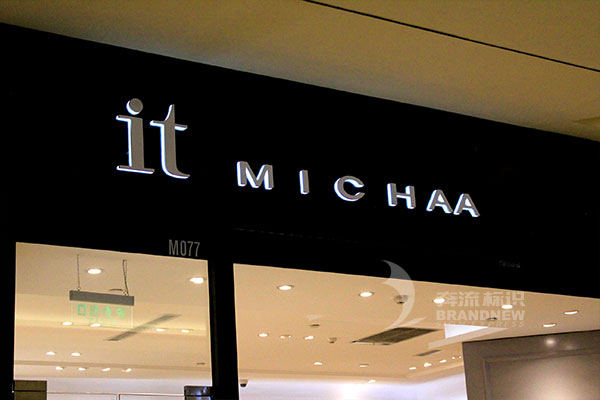 it MICHAA
M077
奔流标识
BRANDNEW